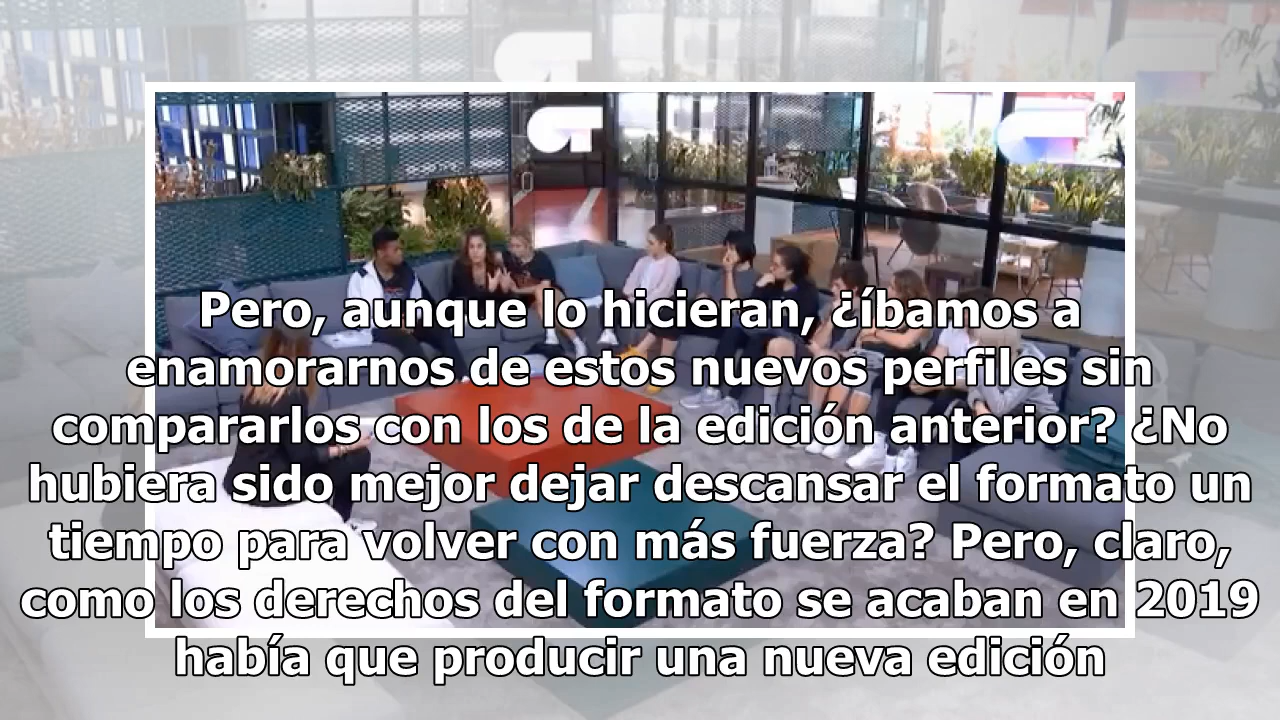 Pero, aunque lo hicieran, ¿íbamos a
enamorarnos de estos nuevos perfiles sin
compararlos con los de la edición anterior? ¿No
hubiera sido mejor dejar descansar el formato un
tiempo para volver con más fuerza? Pero, claro,
como los derechos del formato se acaban en 2019
había que producir una nueva edición